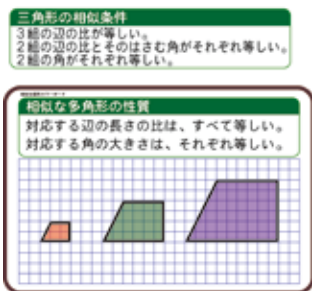 三角形の相似条件
3組の辺の比が等しい。
2組の辺の比とそのはさむ角がそれぞれ等しい。
2組の角がそれぞれ等しい。
相似な多角形の性質
対応する辺の長さの比は、すべて等しい。
対応する角の大きさは、それぞれ等しい。